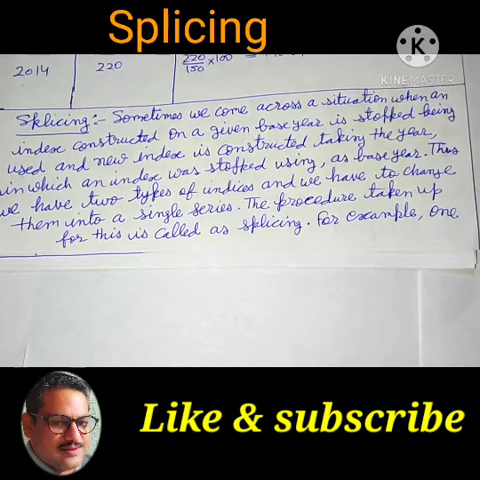 Splicing
KINEMASTER
2014 220 220/150 x100
Splicing:- Sometimes we come across a situation when an
index constructed on a given base year is stopped being
used and new index is constructed taking the year,
in which an index was stopped using, as base year. Thus
we have two types of indices and we have to change
them into a single series. The procedure taken up
for this is called as splicing. For example, one
Like & subscribe